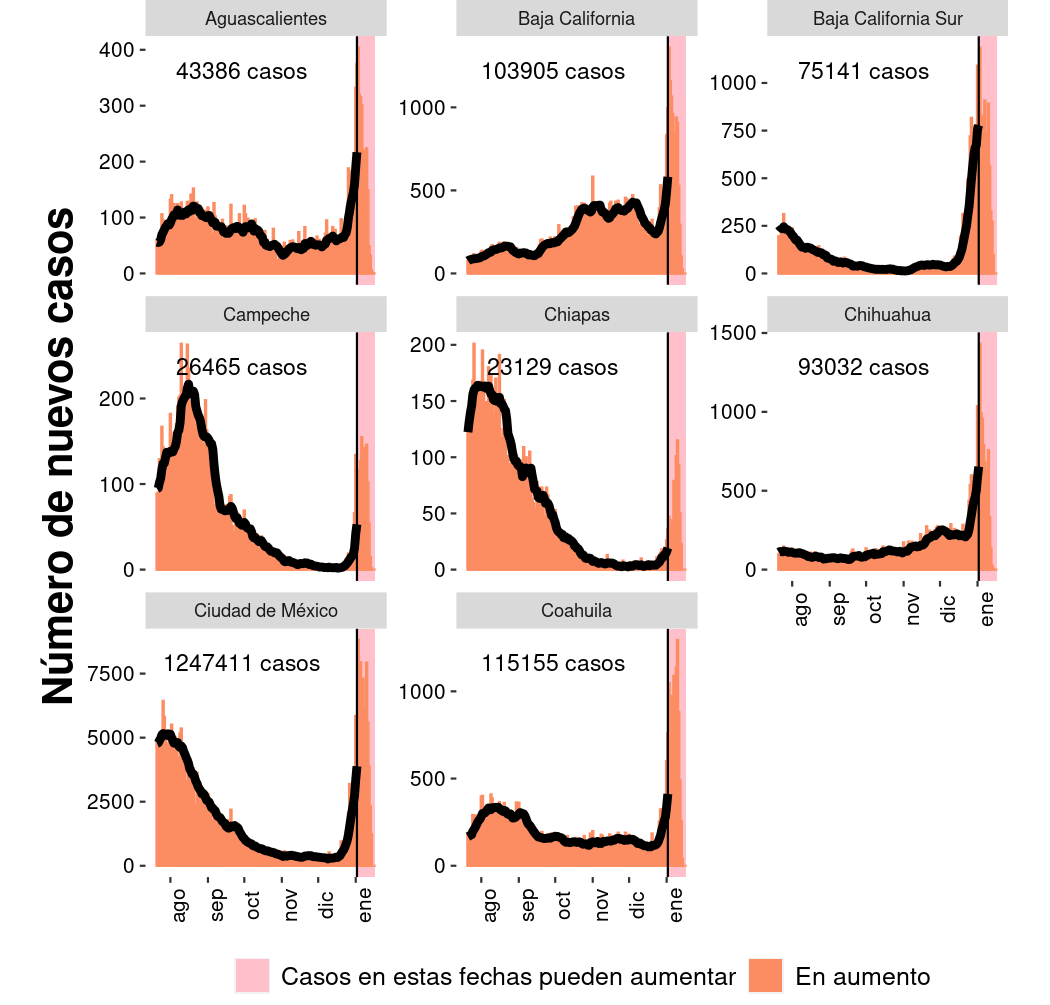 Número de nuevos casos
Aguascalientes
43386 casos
400
300
200
100
0
Baja California
103905 casos
1000
500
0
Baja California Sur
75141 casos
1000
750
500
250
0
Campeche
26465 casos
200
100
0
Chiapas
23129 casos
200
150
100
50
0
Chihuahua
93032 casos
1500
1000
500
0
ago
sep
oct
nov
dic
ene
Ciudad de México
1247411 casos
7500
5000
2500
0
ago
sep
oct
nov
dic
ene
Coahuila
115155 casos
1000
500
0
ago
sep
oct
nov
dic
ene
Casos en estas fechas pueden aumentar
En aumento